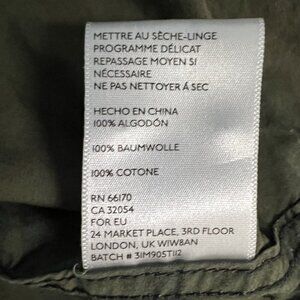 METTRE AU SÈCHE-LINGE
PROGRAMME DÉLICAT
REPASSAGE MOYEN SI
NÉCESSAIRE
NE PAS NETTOYER Á SEC
HECHO EN CHINA
100% ALGODÓN
100% BAUMWOLLE
100% COTONE
RN 66170
CA 32054
FOR EU
24 MARKET PLACE, 3RD FLOOR
LONDON, UK W1W8AN
BATCH # 31M905T112